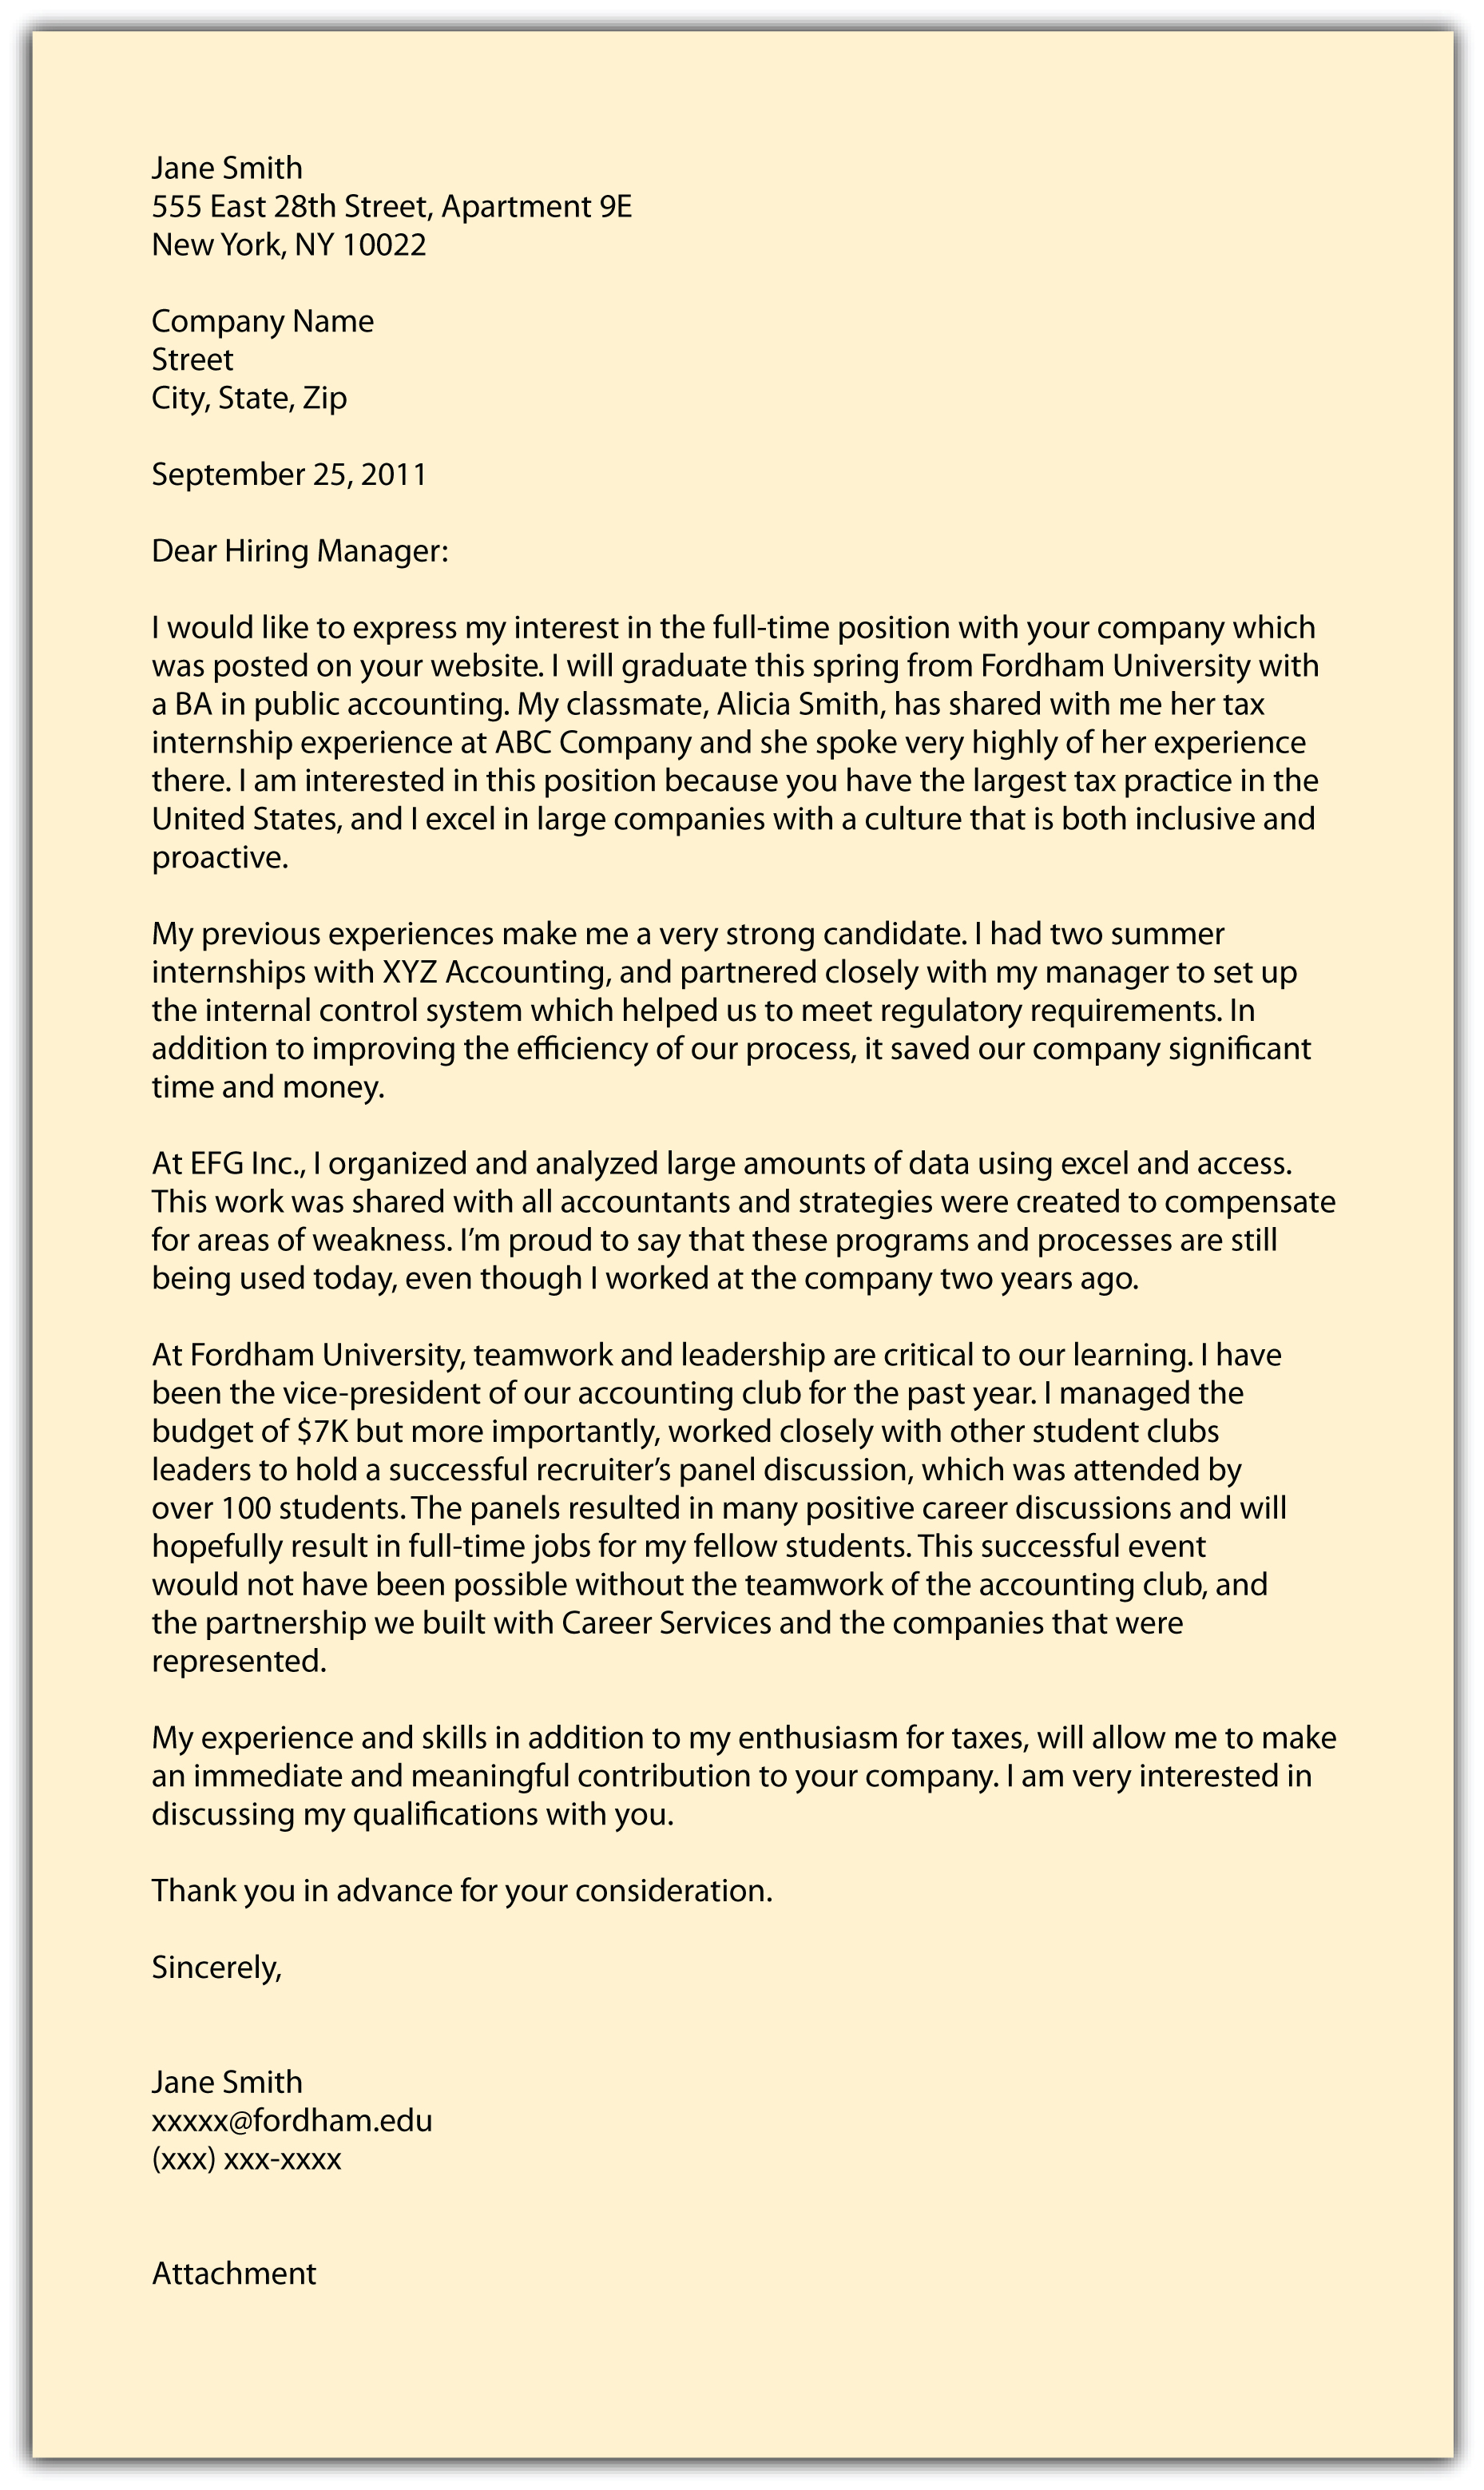 Jane Smith
555 East 28th Street, Apartment 9E
New York, NY 10022
Company Name
Street
City, State, Zip
September 25, 2011
Dear Hiring Manager:
I would like to express my interest in the full-time position with your company which
was posted on your website. I will graduate this spring from Fordham University with
a BA in public accounting. My classmate, Alicia Smith, has shared with me her tax
internship experience at ABC Company and she spoke very highly of her experience
there. I am interested in this position because you have the largest tax practice in the
United States, and I excel in large companies with a culture that is both inclusive and
proactive.
My previous experiences make me a very strong candidate. I had two summer
internships with XYZ Accounting, and partnered closely with my manager to set up
the internal control system which helped us to meet regulatory requirements. In
addition to improving the efficiency of our process, it saved our company significant
time and money.
At EFG Inc., I organized and analyzed large amounts of data using excel and access.
This work was shared with all accountants and strategies were created to compensate
for areas of weakness. I’m proud to say that these programs and processes are still
being used today, even though I worked at the company two years ago.
At Fordham University, teamwork and leadership are critical to our learning. I have
been the vice-president of our accounting club for the past year. I managed the
budget of $7K but more importantly, worked closely with other student clubs
leaders to hold a successful recruiter’s panel discussion, which was attended by
over 100 students. The panels resulted in many positive career discussions and will
hopefully result in full-time jobs for my fellow students. This successful event
would not have been possible without the teamwork of the accounting club, and
the partnership we built with Career Services and the companies that were
represented.
My experience and skills in addition to my enthusiasm for taxes, will allow me to make
an immediate and meaningful contribution to your company. I am very interested in
discussing my qualifications with you.
Thank you in advance for your consideration.
Sincerely,
Jane Smith
xxxxx@fordham.edu
(xxx) xxx-xxxx
Attachment